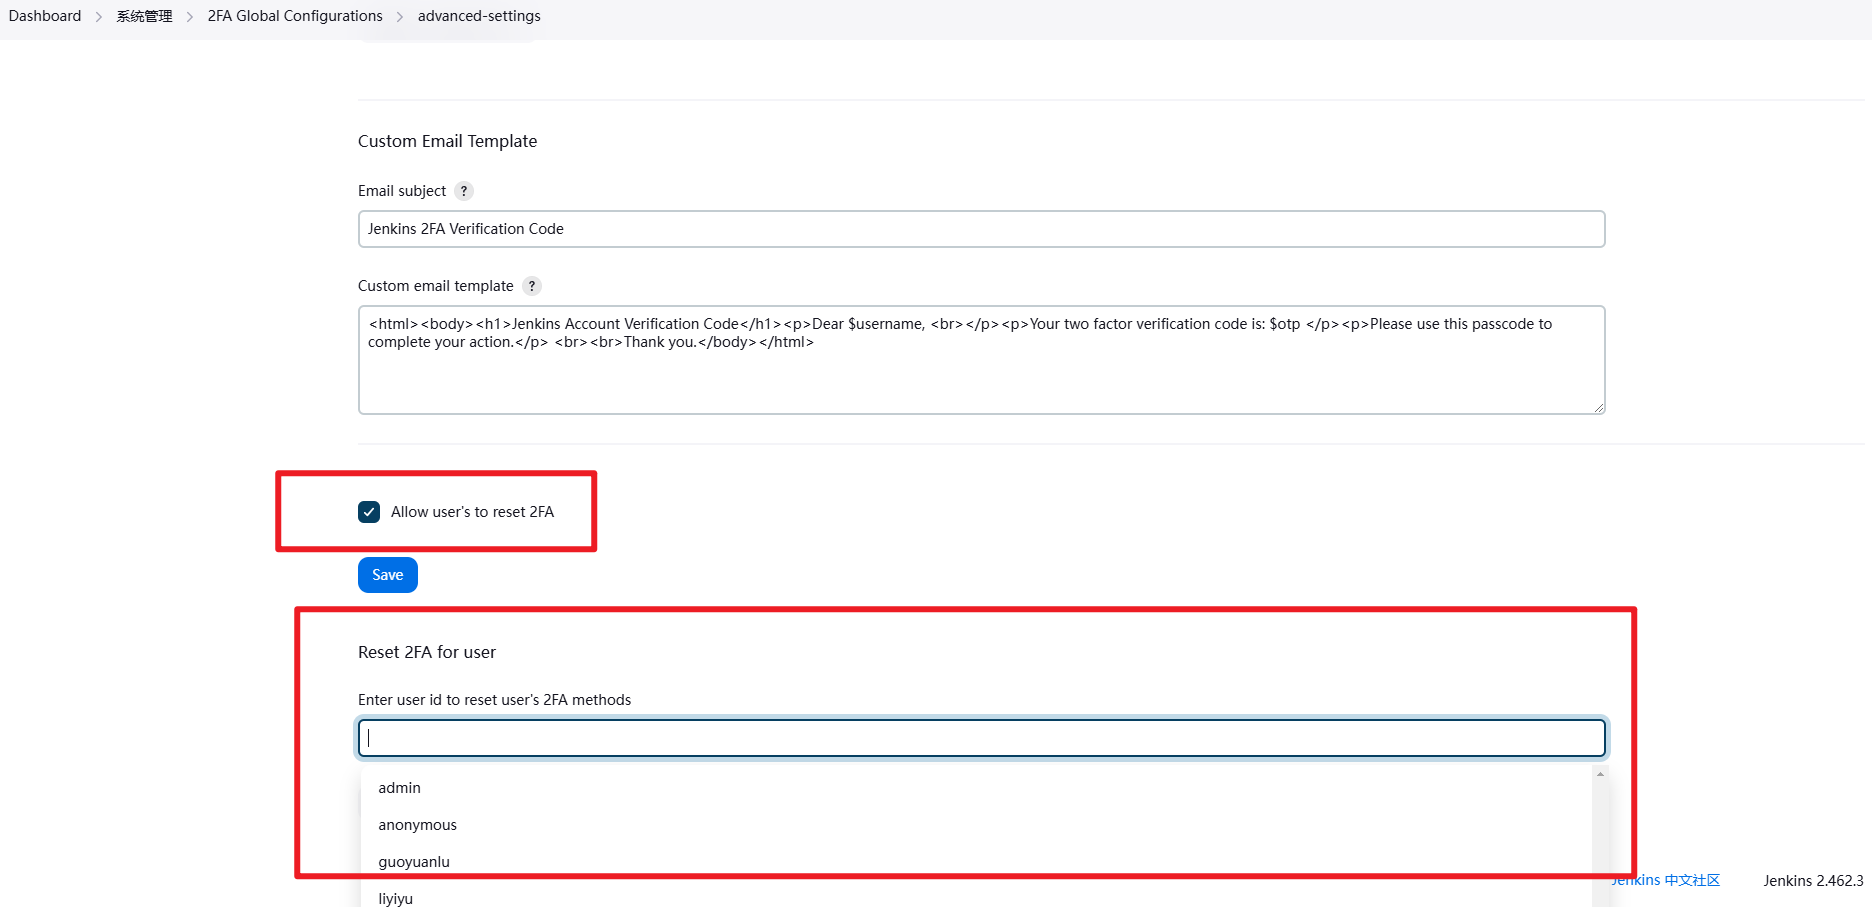 Dashboard > 系统管理 > 2FA Global Configurations > advanced-settings
Custom Email Template
Email subject ?
Jenkins 2FA Verification Code
Custom email template ?
<html><body><h1>Jenkins Account Verification Code</h1><p>Dear $username, <br></p><p>Your two factor verification code is: $otp </p><p>Please use this passcode to
complete your action.</p> <br><br>Thank you.</body></html>
Allow user's to reset 2FA
Save
Reset 2FA for user
Enter user id to reset user's 2FA methods
admin
anonymous
guoyuanlu
liyiyu
Jenkins 中文社区 Jenkins 2.462.3